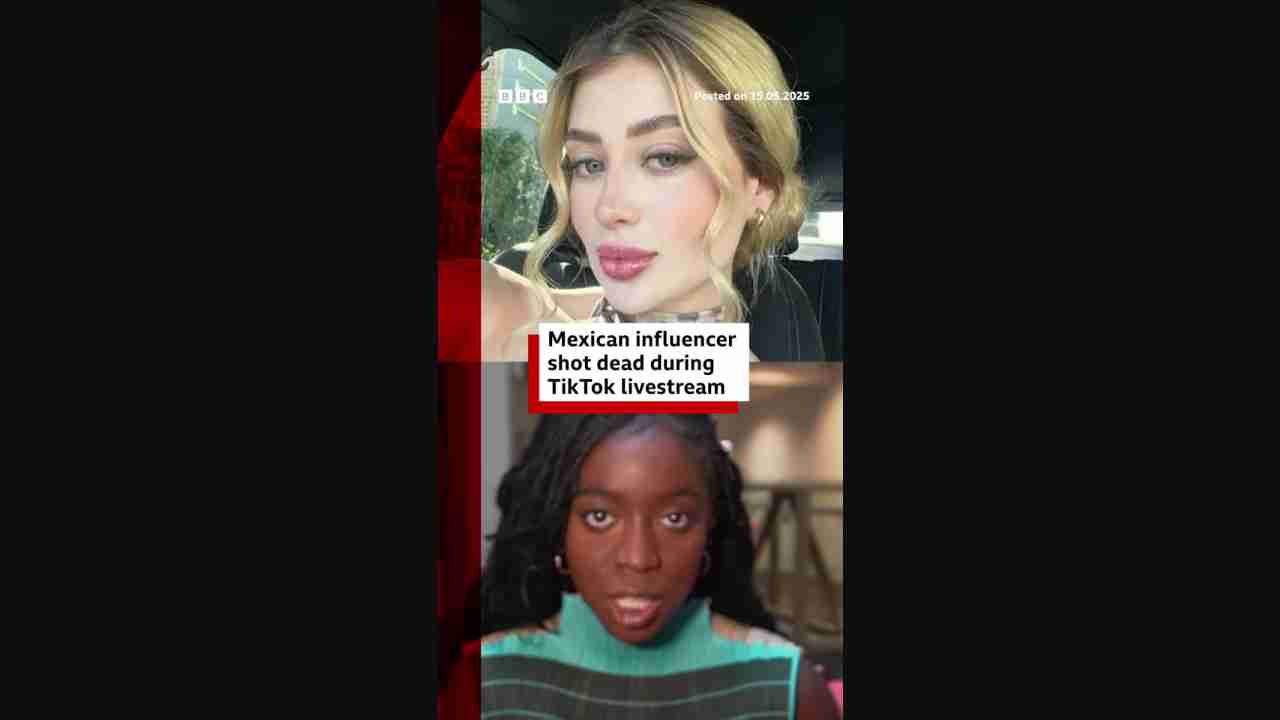 BBC
Posted on 15.05.2025
Mexican influencer
shot dead during
TikTok livestream